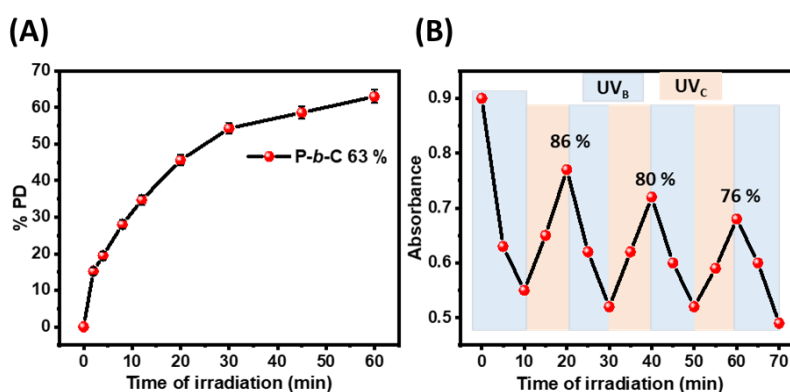 (A)
(B)
70
60
50
40
30
20
10
0
% PD
P-b-C 63 %
0 10 20 30 40 50 60
Time of irradiation (min)
UVB
UVC
0.9
0.8
0.7
0.6
0.5
Absorbance
86 %
80 %
76 %
0 10 20 30 40 50 60 70
Time of irradiation (min)